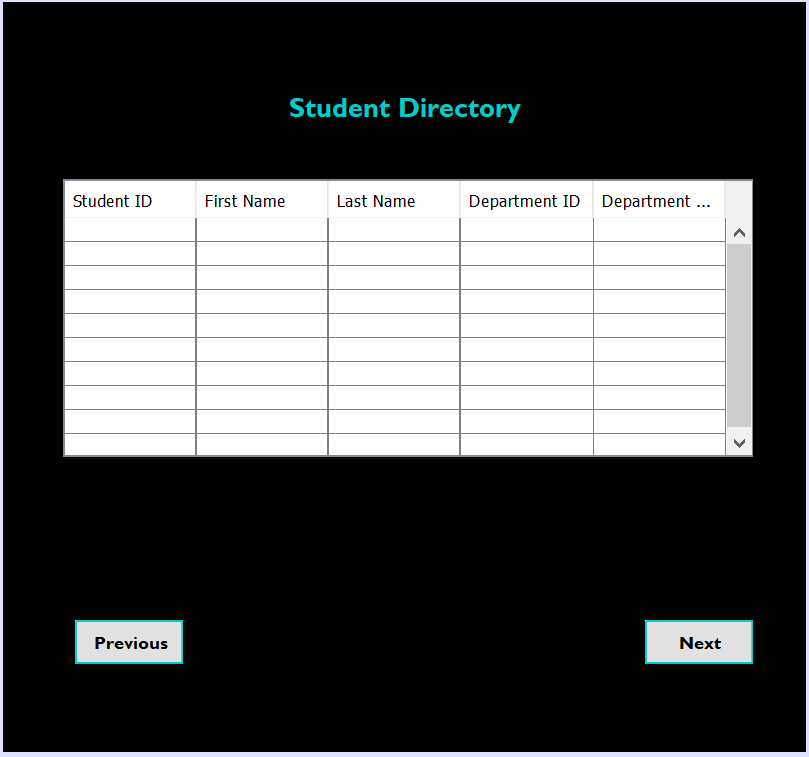 Student Directory
Student ID First Name Last Name Department ID Department ...
Previous Next